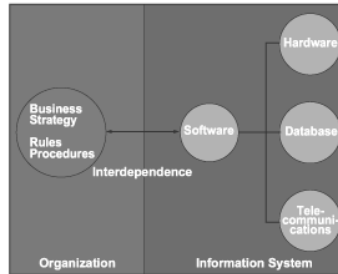 Hardware
Business
Strategy
Rules
Procedures
Software
Database
Interdependence
Tele-
communi-
cations
Organization
Information System